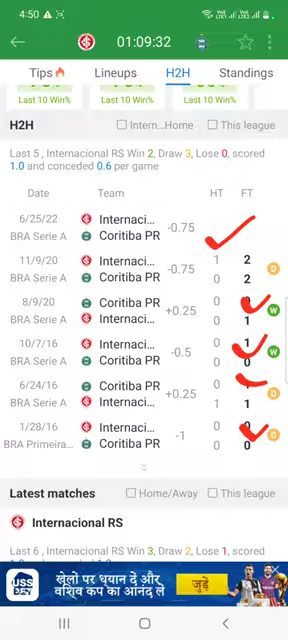 4:50
01:09:32
Tips Lineups H2H Standings
Last 10 Win% Last 10 Win% Last 10 Win%
H2H Intern...Home This league
Last 5 , Internacional RS Win 2, Draw 3, Lose 0, scored
1.0 and conceded 0.6 per game
Date Team HT FT
6/25/22 Internaci...
BRA Serie A Coritiba PR -0.75
11/9/20 Internaci... 1 2
BRA Serie A Coritiba PR -0.75 0 2 D
8/9/20 Coritiba PR 0
BRA Serie A Internaci... +0.25 0 1 W
10/7/16 Internaci... 0 1
BRA Serie A Coritiba PR -0.5 0 0 W
6/24/16 Coritiba PR 0
BRA Serie A Internaci... +0.25 1 1 D
1/28/16 Internaci... 0
BRA Primeira... Coritiba PR -1 0 0 D
Latest matches Home/Away This league
Internacional RS
Last 6 , Internacional RS Win 3, Draw 2, Lose 1, scored
खेलों पर ध्यान दें और
वर्शिव कप का आनंद ले
जुड़े